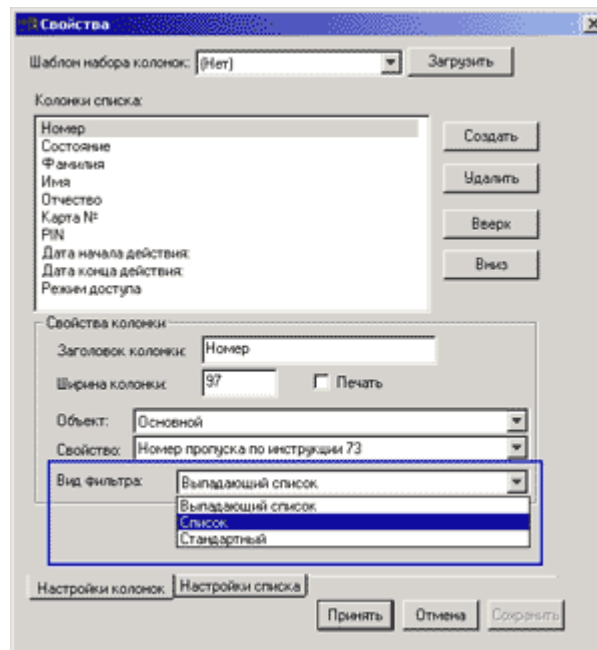 Свойства
Шаблон набора колонок: (Нет) Загрузить
Колонки списка:
Номер
Состояние
Фамилия
Имя
Отчество
Карта №
PIN
Дата начала действия:
Дата конца действия:
Режим доступа
Создать
Удалить
Вверх
Вниз
Свойства колонки
Заголовок колонки: Номер
Ширина колонки: 97 Печать
Объект: Основной
Свойство: Номер пропуска по инструкции 73
Вид фильтра: Выпадающий список
Выпадающий список
Список
Стандартный
Настройки колонок Настройки списка
Принять Отмена Сохранить